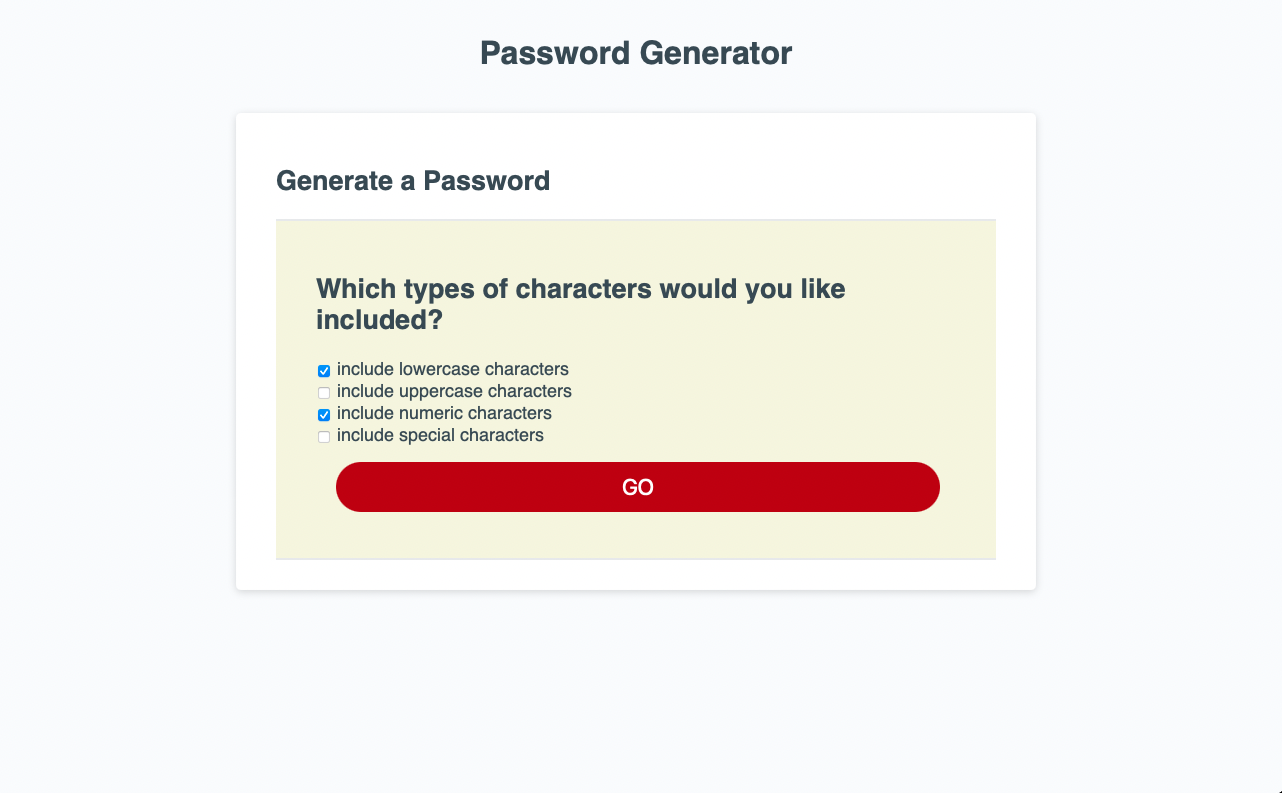 Password Generator
Generate a Password
Which types of characters would you like
included?
include lowercase characters
include uppercase characters
include numeric characters
include special characters
GO